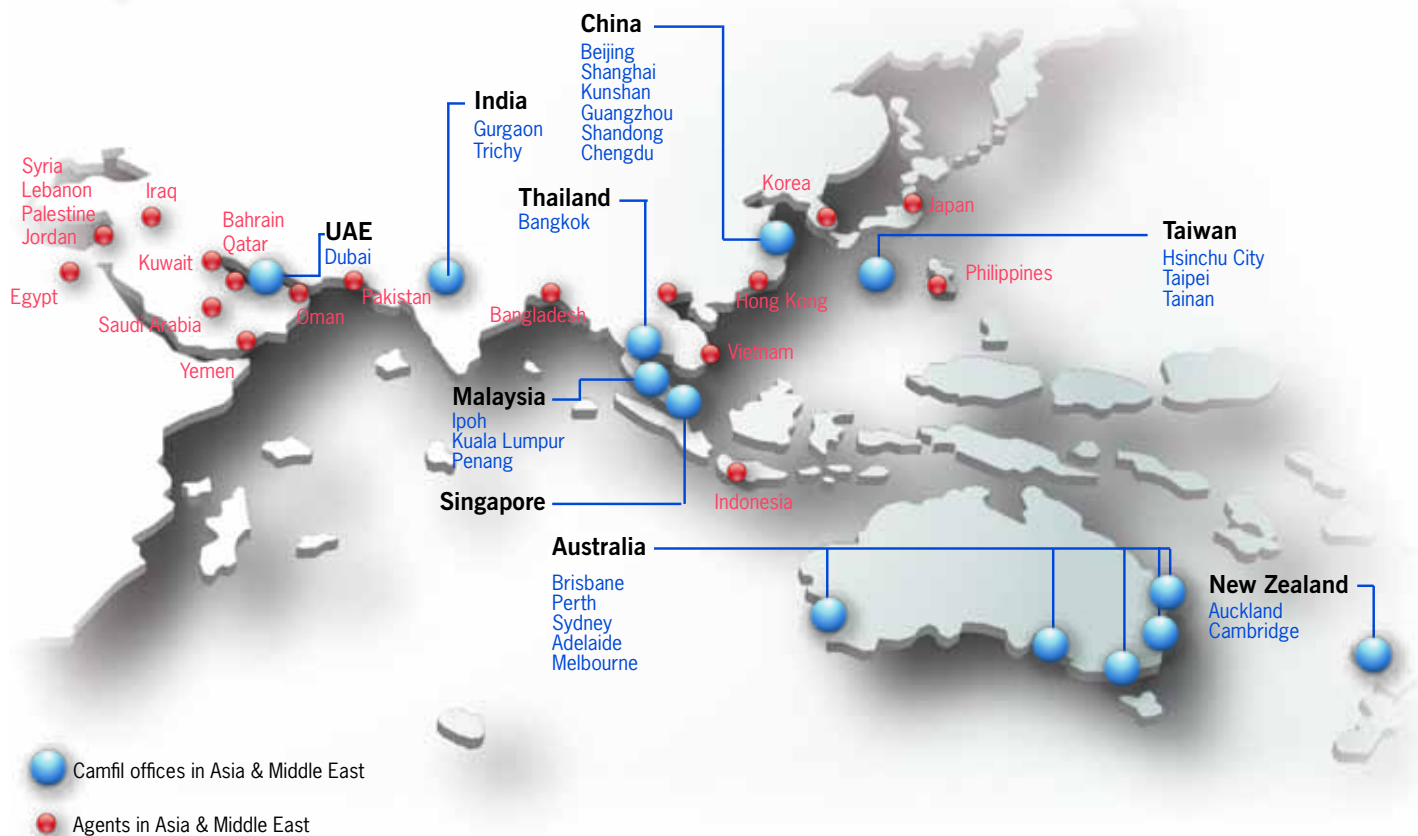 China
Beijing
Shanghai
Kunshan
Guangzhou
Shandong
Chengdu
India
Gurgaon
Trichy
Thailand
Bangkok
Syria
Lebanon
Palestine
Jordan
Iraq
Bahrain
Qatar
UAE
Dubai
Kuwait
Egypt
Saudi Arabia
Yemen
Oman
Pakistan
Bangladesh
Korea
Japan
Taiwan
Hsinchu City
Taipei
Tainan
Philippines
Hong Kong
Vietnam
Malaysia
Ipoh
Kuala Lumpur
Penang
Singapore
Indonesia
Australia
Brisbane
Perth
Sydney
Adelaide
Melbourne
New Zealand
Auckland
Cambridge
Camfil offices in Asia & Middle East
Agents in Asia & Middle East